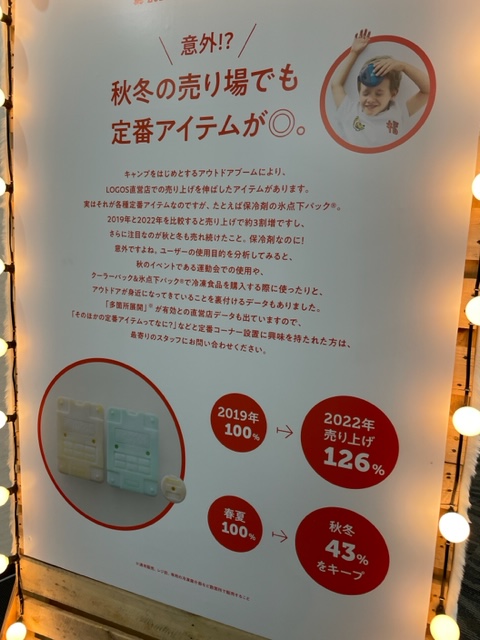 意外!?
秋冬の売り場でも
定番アイテムが◎。
キャンプをはじめとするアウトドアブームにより、
LOGOS直営店での売り上げを伸ばしたアイテムがあります。
実はそれが各種定番アイテムなのですが、たとえば保冷剤の氷点下パック®。
2019年と2022年を比較すると売り上げで約3割増ですし、
さらに注目なのが秋と冬も売れ続けたこと。保冷剤なのに!
意外ですよね。ユーザーの使用目的を分析してみると、
秋のイベントである運動会での使用や、
クーラーバック&氷点下パック®で冷凍食品を購入する際に使ったりと、
アウトドアが身近になってきていることを裏付けるデータもありました。
「多箇所展開」※が有効との直営店データも出ていますので、
「そのほかの定番アイテムってなに?」などと定番コーナー設置に興味を持たれた方は、
最寄りのスタッフにお問い合わせください。
2019年
100%
2022年
売り上げ
126%
春夏
100%
秋冬
43%
をキープ